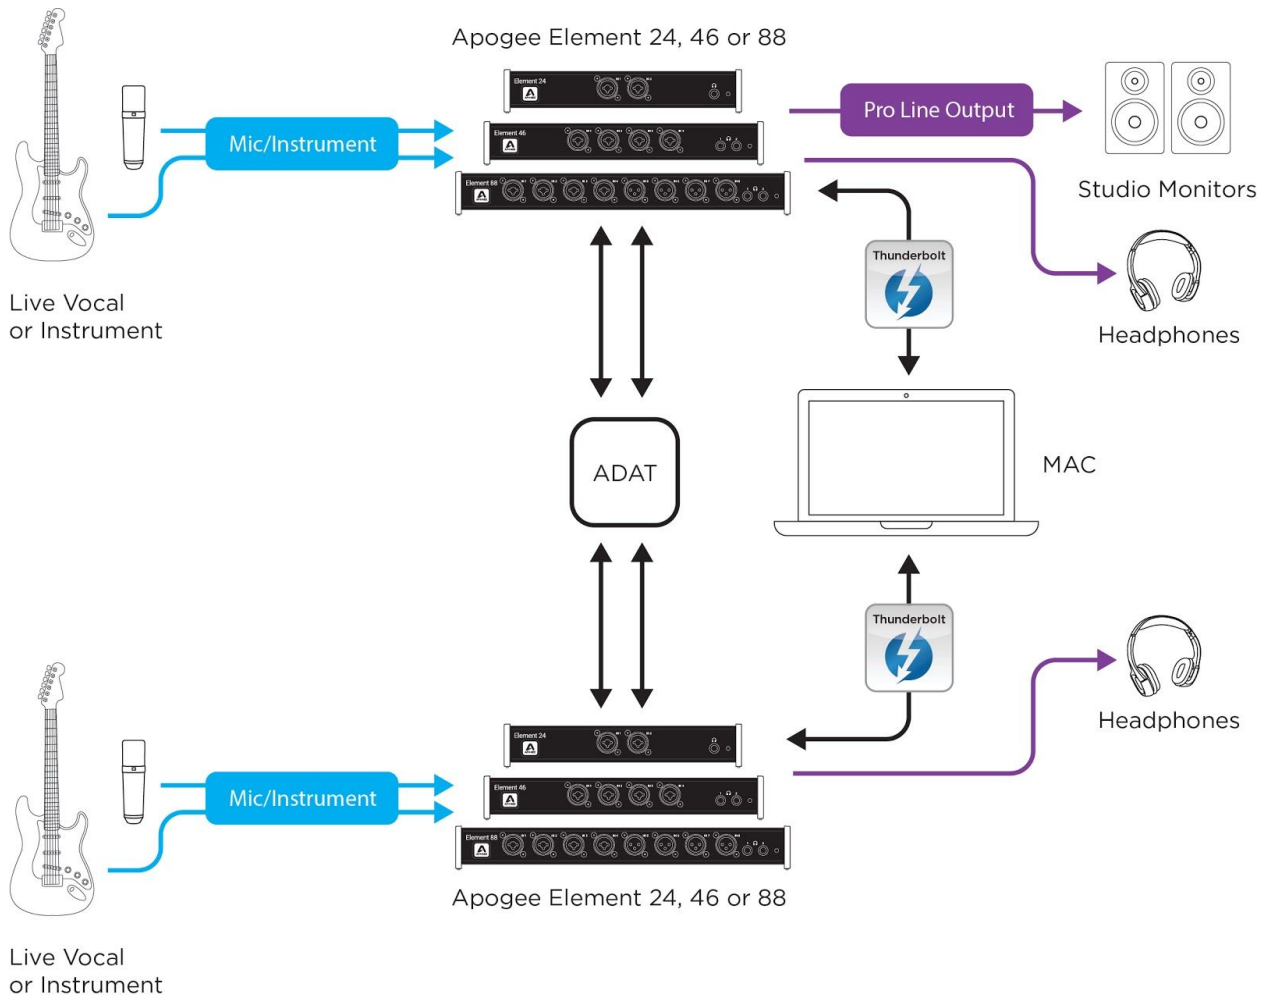 Apogee Element 24, 46 or 88
Element 24
Element 46
Element 88
Mic/Instrument
Pro Line Output
Studio Monitors
Thunderbolt
Headphones
Live Vocal
or Instrument
ADAT
MAC
Thunderbolt
Headphones
Element 24
Element 46
Element 88
Mic/Instrument
Apogee Element 24, 46 or 88
Live Vocal
or Instrument